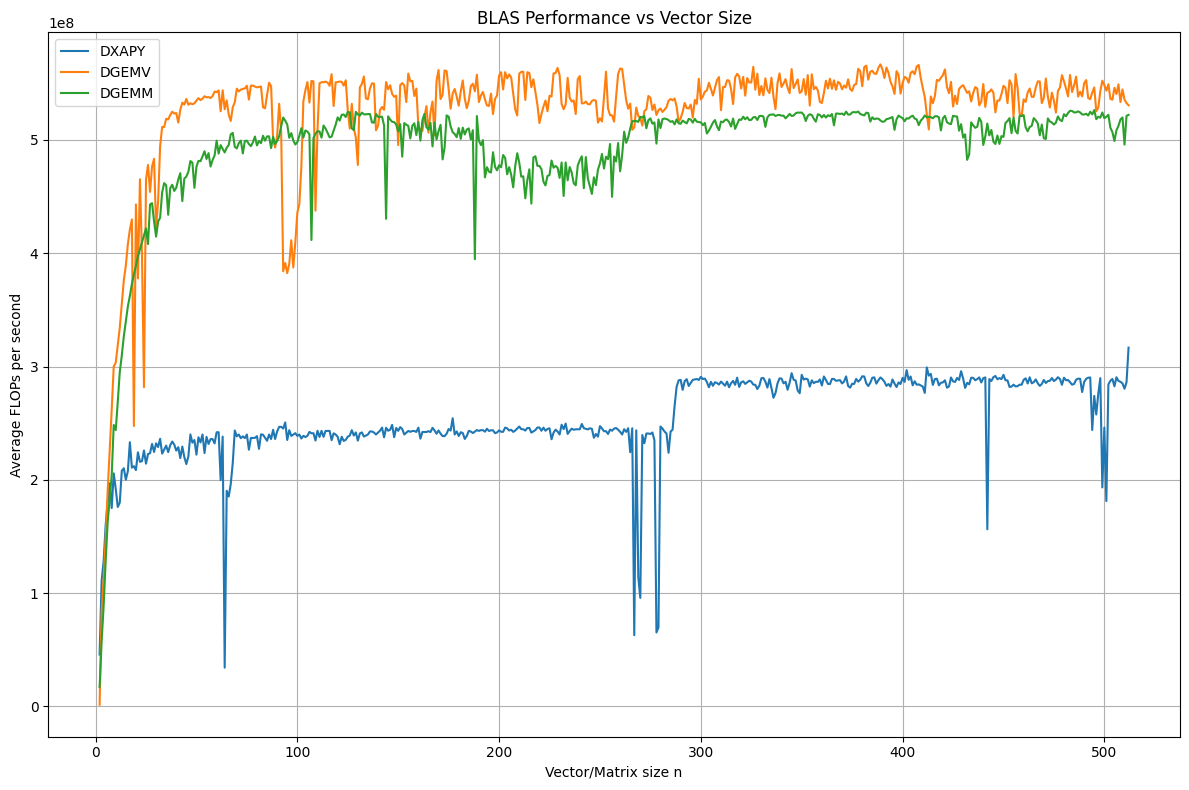 BLAS Performance vs Vector Size
1e8
DXAPY
DGEMV
DGEMM
Average FLOPs per second
5
4
3
2
1
0
0 100 200 300 400 500
Vector/Matrix size n